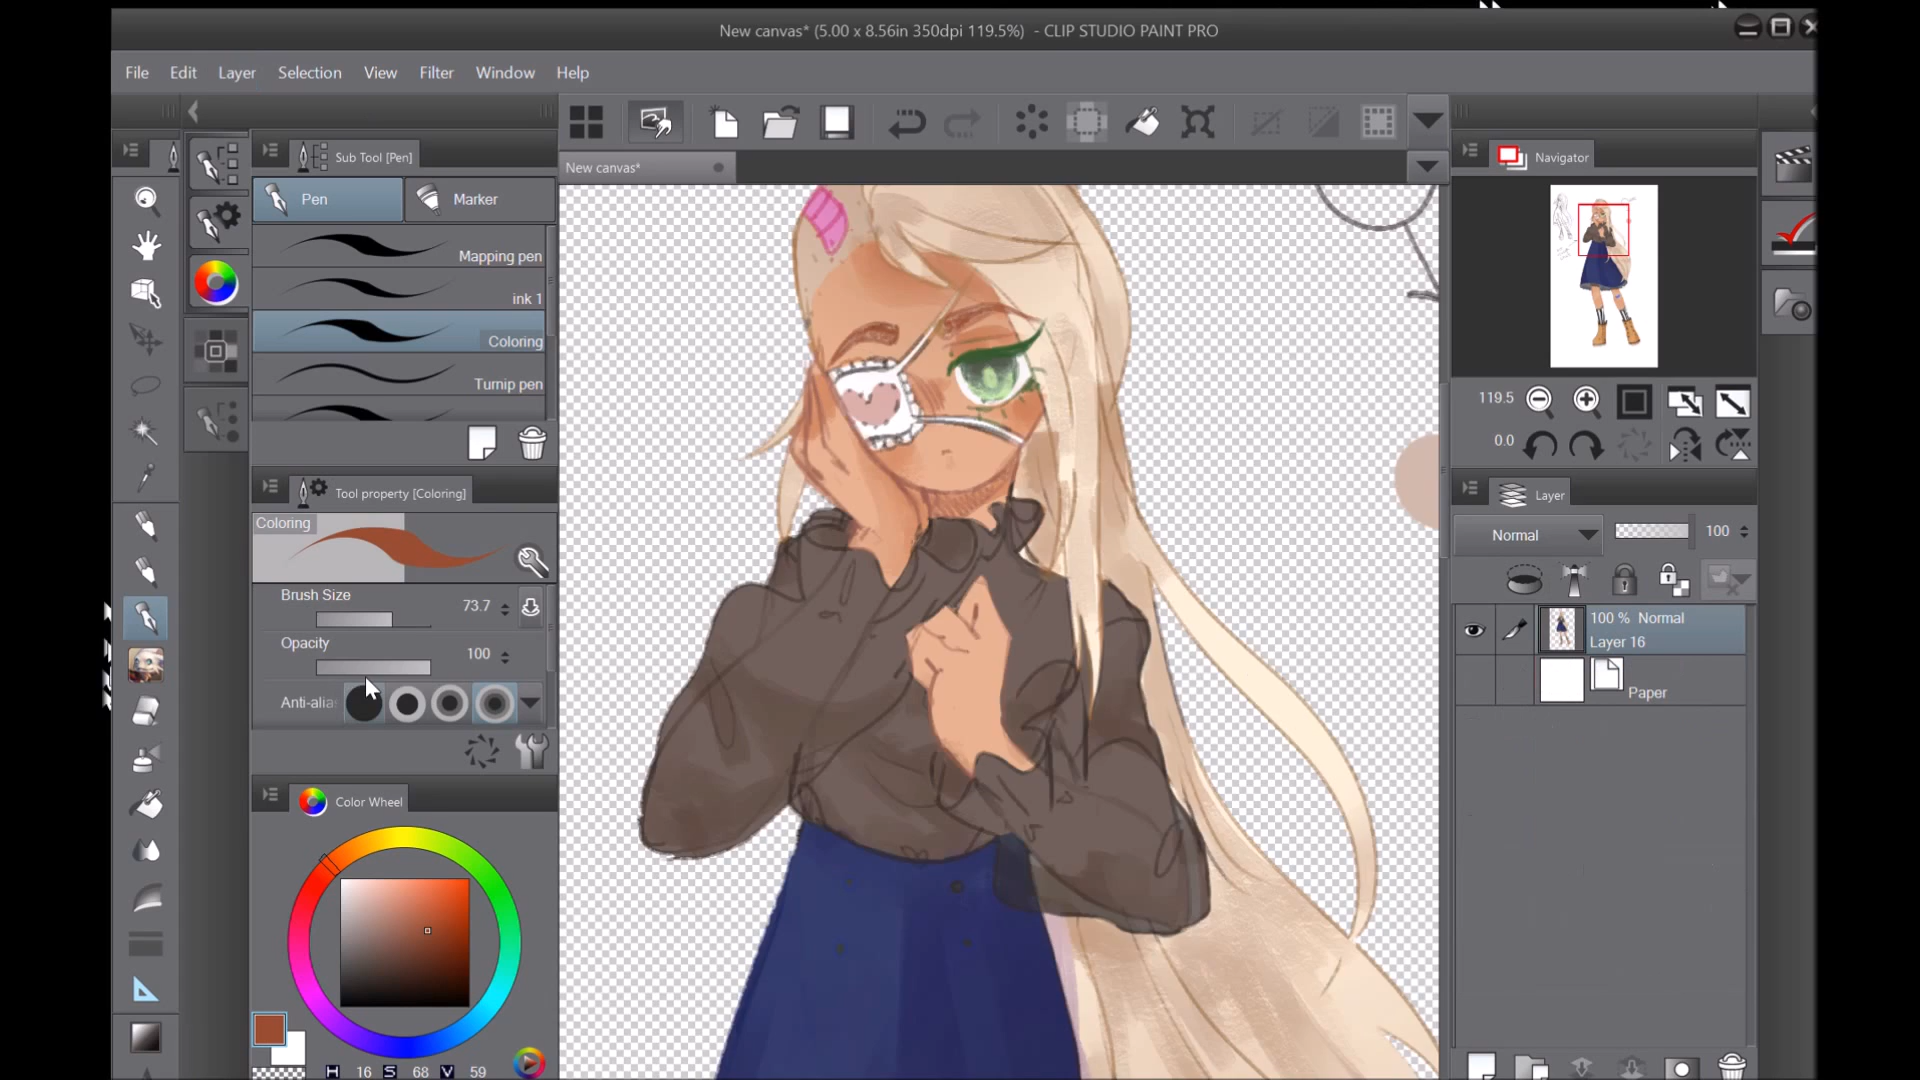 New canvas* (5.00 x 8.56in 350dpi 119.5%) - CLIP STUDIO PAINT PRO
File Edit Layer Selection View Filter Window Help
Sub Tool [Pen]
Pen
Marker
Mapping pen
ink 1
Coloring
Turnip pen
Tool property [Coloring]
Coloring
Brush Size
73.7
Opacity
100
Anti-alia
Color Wheel
H 16 S 68 V 59
New canvas*
Navigator
119.5
0.0
Layer
Normal
100
100 % Normal
Layer 16
Paper